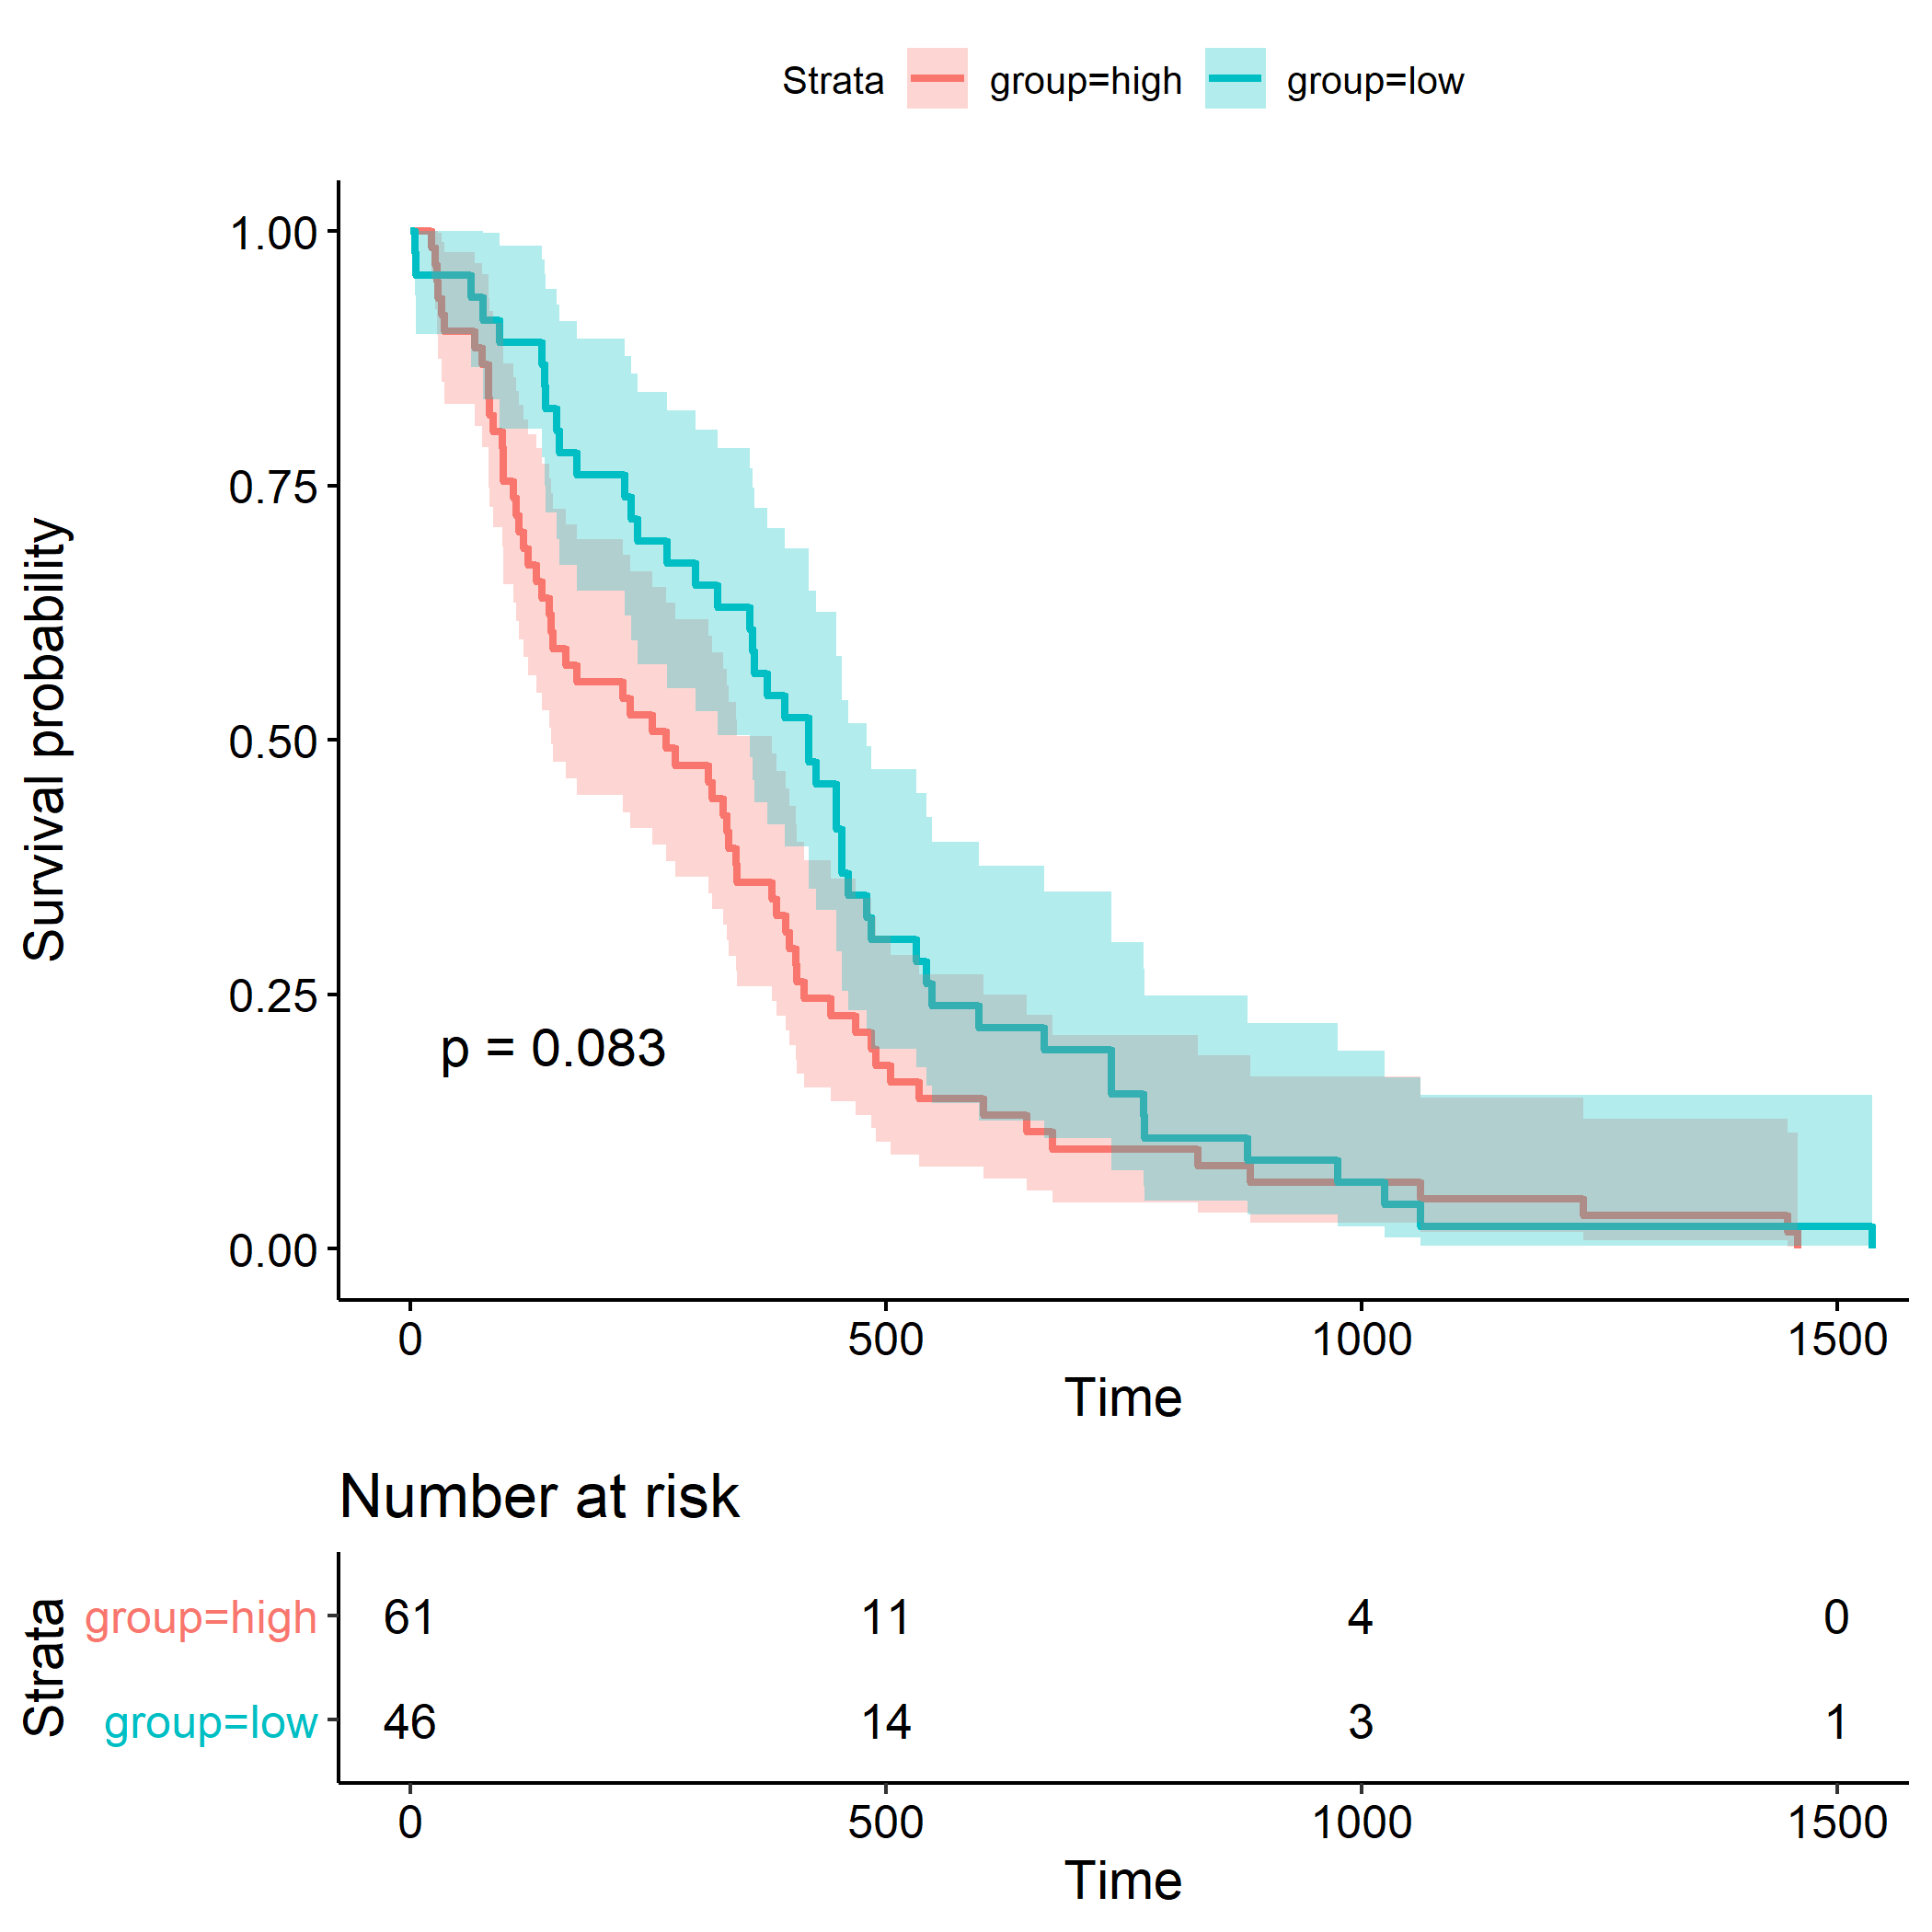 Strata group=high group=low
1.00
0.75
0.50
0.25
0.00
Survival probability
p = 0.083
0 500 1000 1500
Time
Number at risk
Strata
group=high 61 11 4 0
group=low 46 14 3 1
0 500 1000 1500
Time